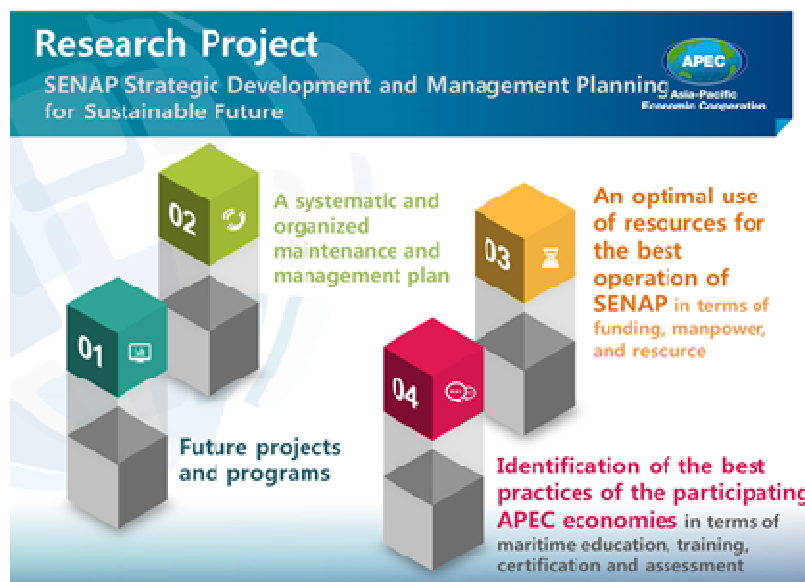 Research Project
SENAP Strategic Development and Management Planning
for Sustainable Future
APEC
Asia-Pacific
Economic Cooperation
01
Future projects
and programs
02
A systematic and
organized
maintenance and
management plan
03
An optimal use
of resources for
the best
operation of
SENAP in terms of
funding, manpower,
and resource
04
Identification of the best
practices of the participating
APEC economies in terms of
maritime education, training,
certification and assessment